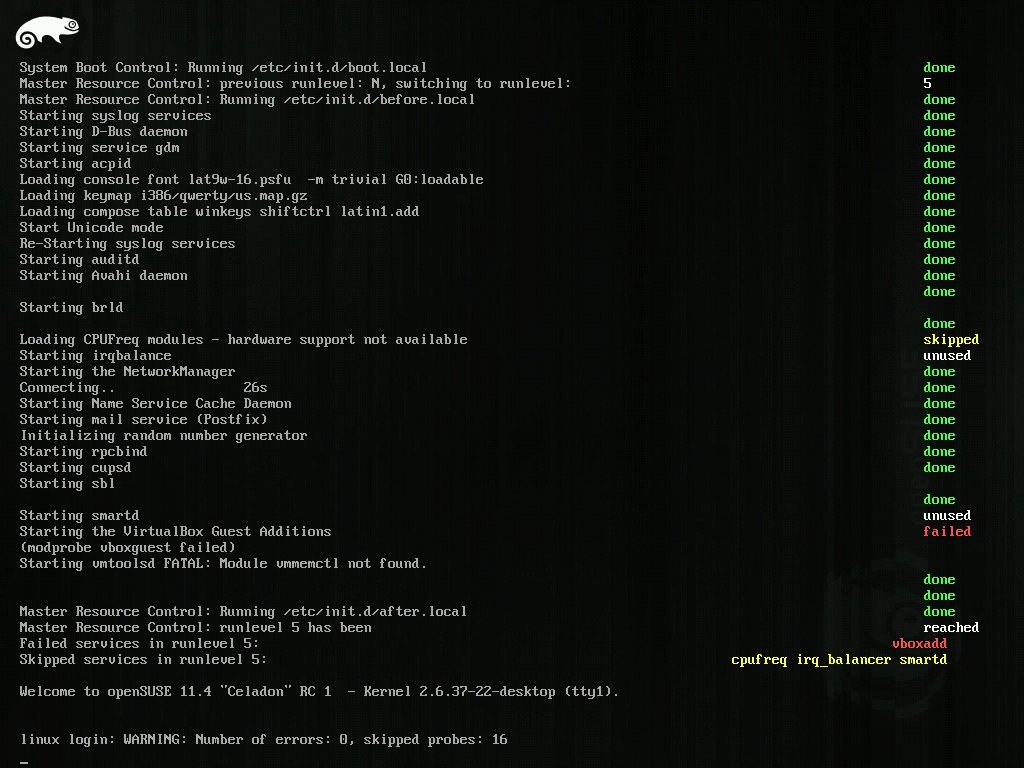 System Boot Control: Running /etc/init.d/boot.local done
Master Resource Control: previous runlevel: N, switching to runlevel: 5
Master Resource Control: Running /etc/init.d/before.local done
Starting syslog services done
Starting D-Bus daemon done
Starting service gdm done
Starting acpid done
Loading console font lat9w-16.psfu  -m trivial G0:loadable done
Loading keymap i386/qwerty/us.map.gz done
Loading compose table winkeys shiftctrl latin1.add done
Start Unicode mode done
Re-Starting syslog services done
Starting auditd done
Starting Avahi daemon done
done
Starting brld
done
Loading CPUFreq modules - hardware support not available skipped
Starting irqbalance unused
Starting the NetworkManager done
Connecting.. 26s done
Starting Name Service Cache Daemon done
Starting mail service (Postfix) done
Initializing random number generator done
Starting rpcbind done
Starting cupsd done
Starting sbl
done
Starting smartd unused
Starting the VirtualBox Guest Additions failed
(modprobe vboxguest failed)
Starting vmtoolsd FATAL: Module vmmemctl not found.
done
done
Master Resource Control: Running /etc/init.d/after.local done
Master Resource Control: runlevel 5 has been reached
Failed services in runlevel 5: vboxadd
Skipped services in runlevel 5: cpufreq irq_balancer smartd
Welcome to openSUSE 11.4 "Celadon" RC 1  - Kernel 2.6.37-22-desktop (tty1).
linux login: WARNING: Number of errors: 0, skipped probes: 16
_